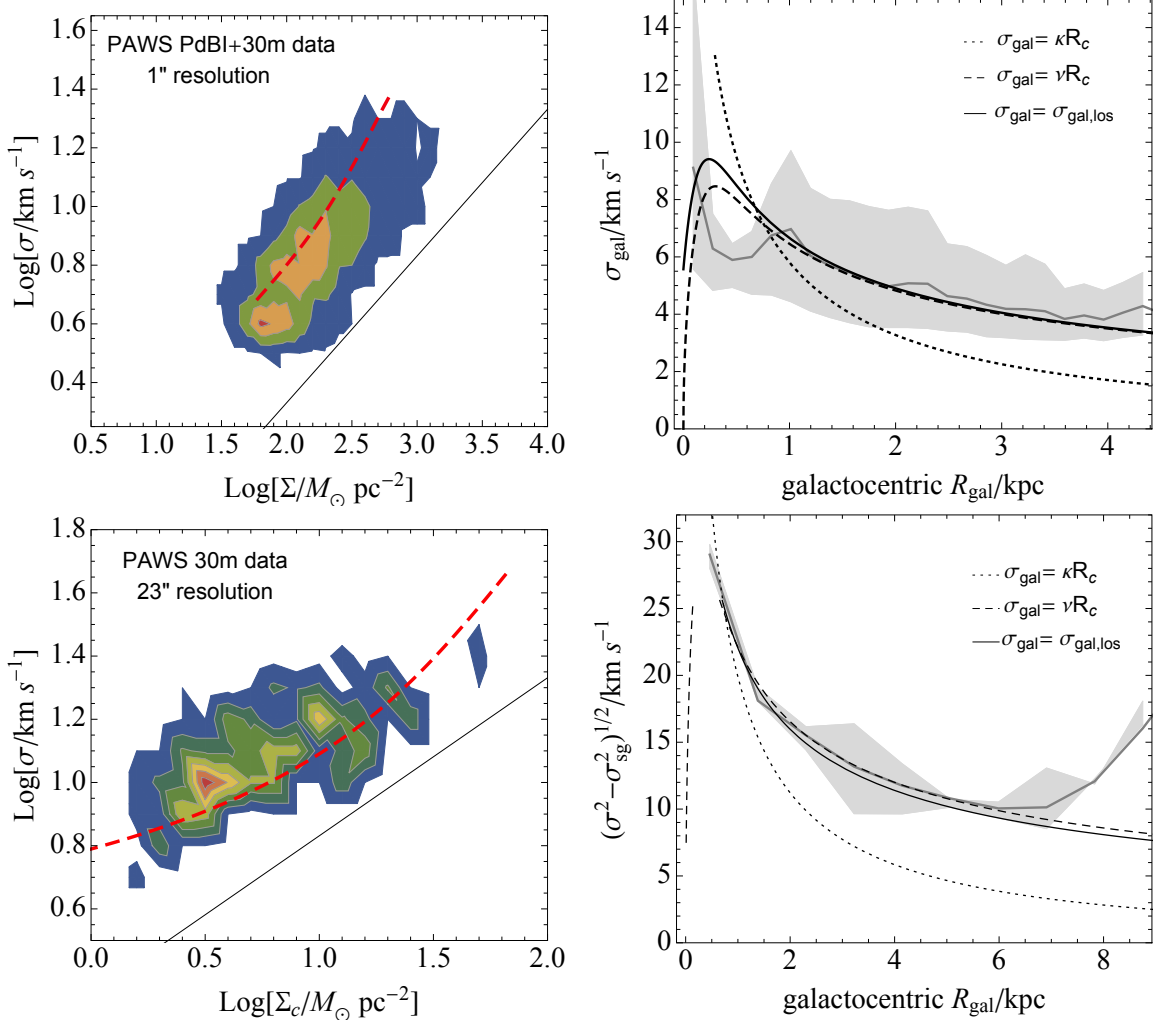 PAWS PdBI+30m data
1" resolution
Log[σ/km s⁻¹]
1.4
1.2
1.0
0.8
0.6
0.4
0.5 1.0 1.5 2.0 2.5 3.0 3.5 4.0
Log[Σ/M☉ pc⁻²]
σgal= κRc
σgal= νRc
σgal= σgal,los
σgal/km s⁻¹
14
12
10
8
6
4
2
0
0 1 2 3 4
galactocentric Rgal/kpc
PAWS 30m data
23" resolution
Log[σ/km s⁻¹]
1.8
1.6
1.4
1.2
1.0
0.8
0.6
0.0 0.5 1.0 1.5 2.0
Log[Σc/M☉ pc⁻²]
σgal= κRc
σgal= νRc
σgal= σgal,los
(σ²−σ²sg)^1/2/km s⁻¹
30
25
20
15
10
5
0
0 2 4 6 8
galactocentric Rgal/kpc